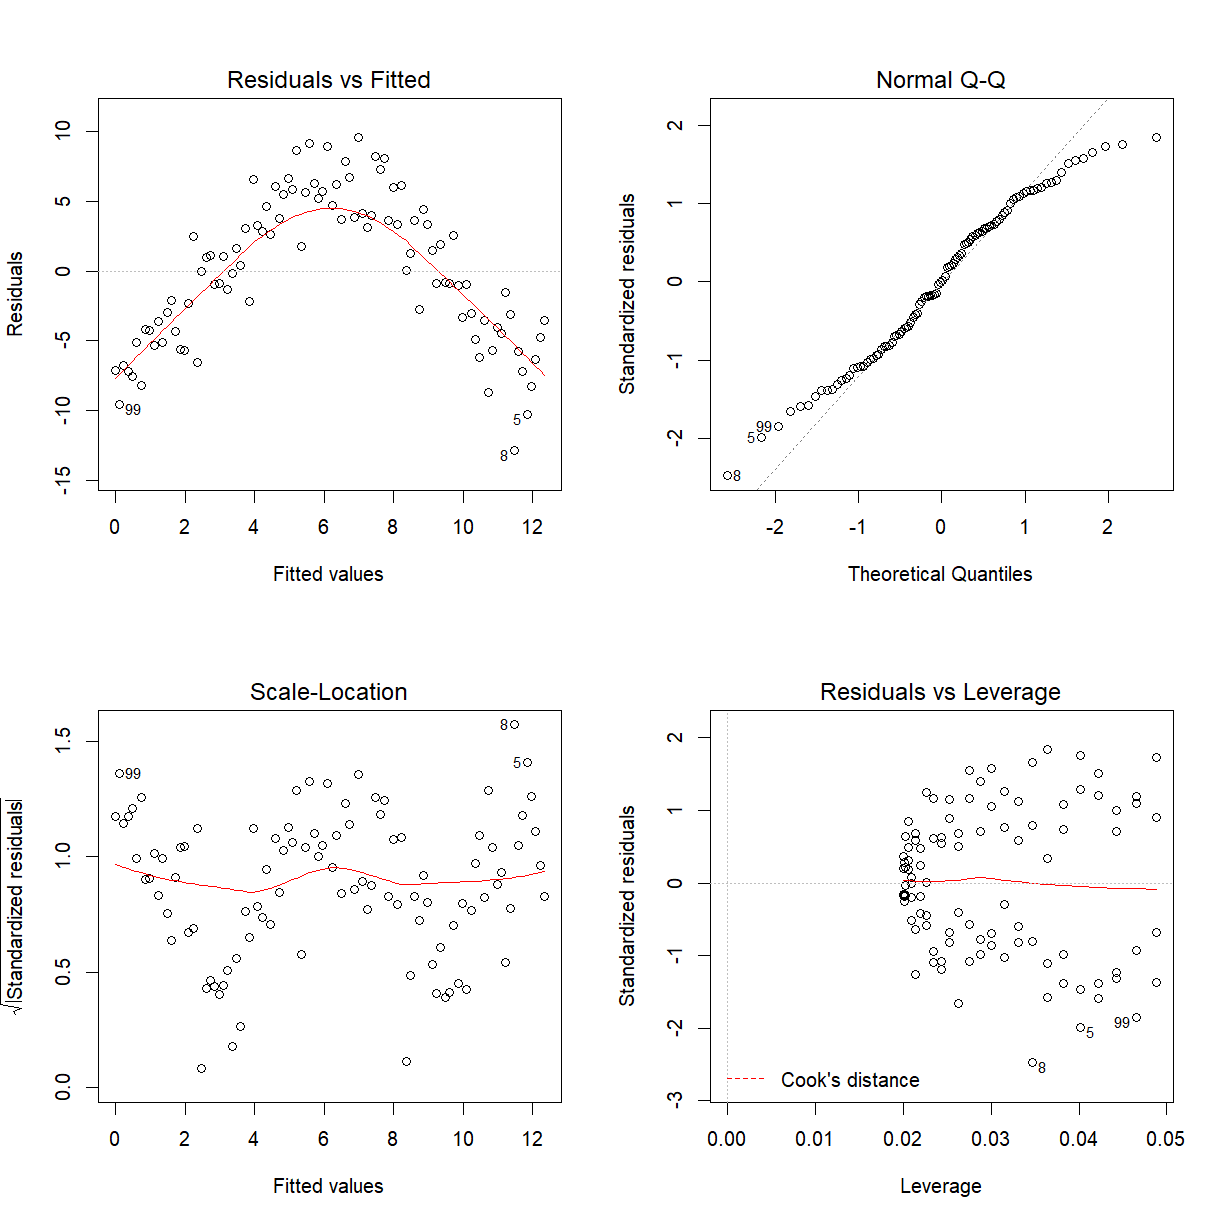 Residuals vs Fitted
Residuals
10
5
0
-5
-10
-15
99
5
8
0 2 4 6 8 10 12
Fitted values
Normal Q-Q
Standardized residuals
2
1
0
-1
-2
99
5
8
-2 -1 0 1 2
Theoretical Quantiles
Scale-Location
√|Standardized residuals|
1.5
1.0
0.5
0.0
8
5
99
0 2 4 6 8 10 12
Fitted values
Residuals vs Leverage
Standardized residuals
2
1
0
-1
-2
-3
99
5
8
Cook's distance
0.00 0.01 0.02 0.03 0.04 0.05
Leverage